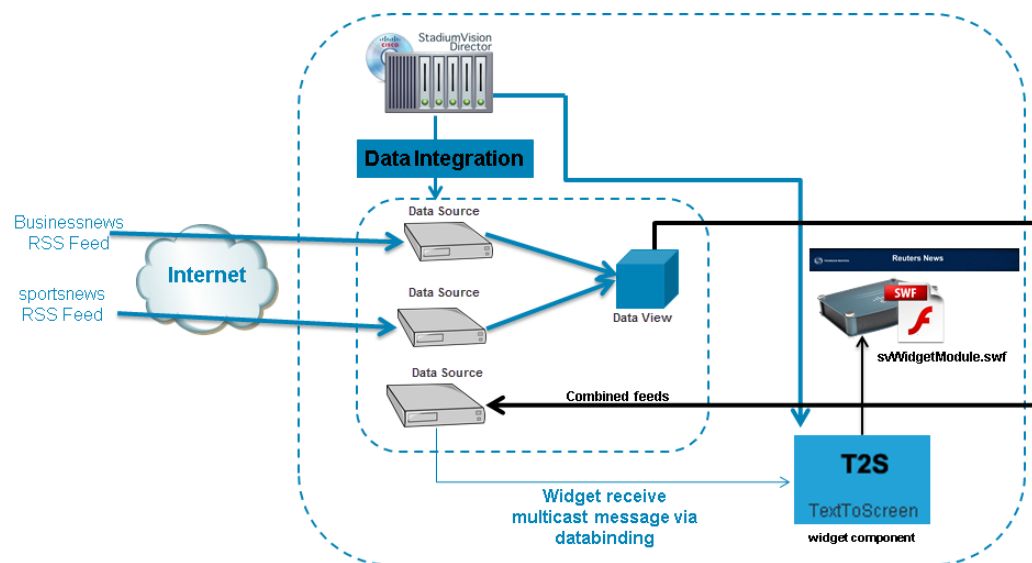 StadiumVision
Director
CISCO
Data Integration
Businessnews
RSS Feed
Internet
sportsnews
RSS Feed
Data Source
Data Source
Data Source
Data View
Combined feeds
Reuters News
SWF
svWidgetModule.swf
T2S
TextToScreen
widget component
Widget receive
multicast message via
databinding